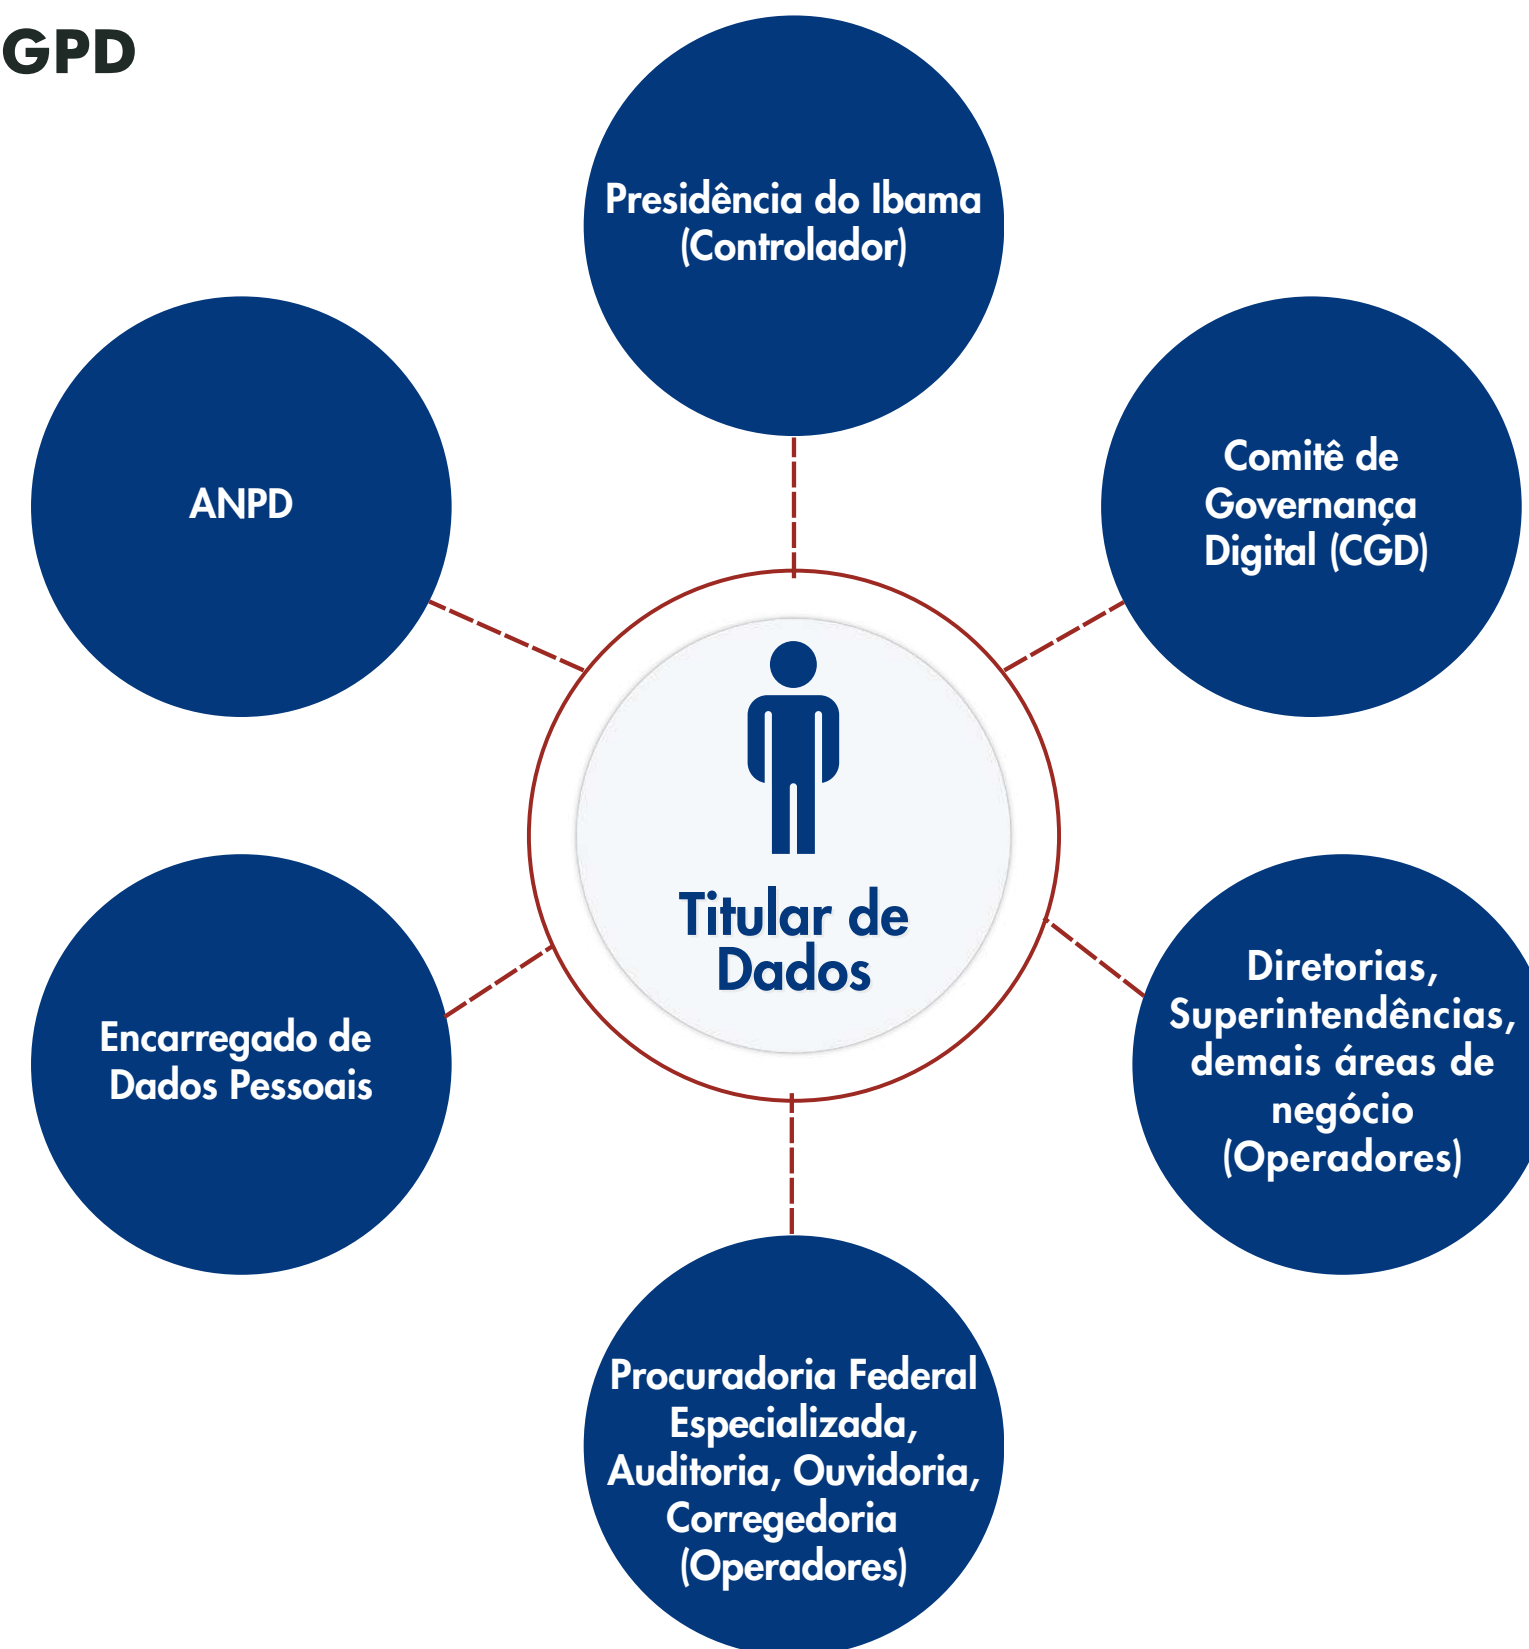 GPD
Presidência do Ibama
(Controlador)
ANPD
Comitê de
Governança
Digital (CGD)
Titular de
Dados
Encarregado de
Dados Pessoais
Diretorias,
Superintendências,
demais áreas de
negócio
(Operadores)
Procuradoria Federal
Especializada,
Auditoria, Ouvidoria,
Corregedoria
(Operadores)